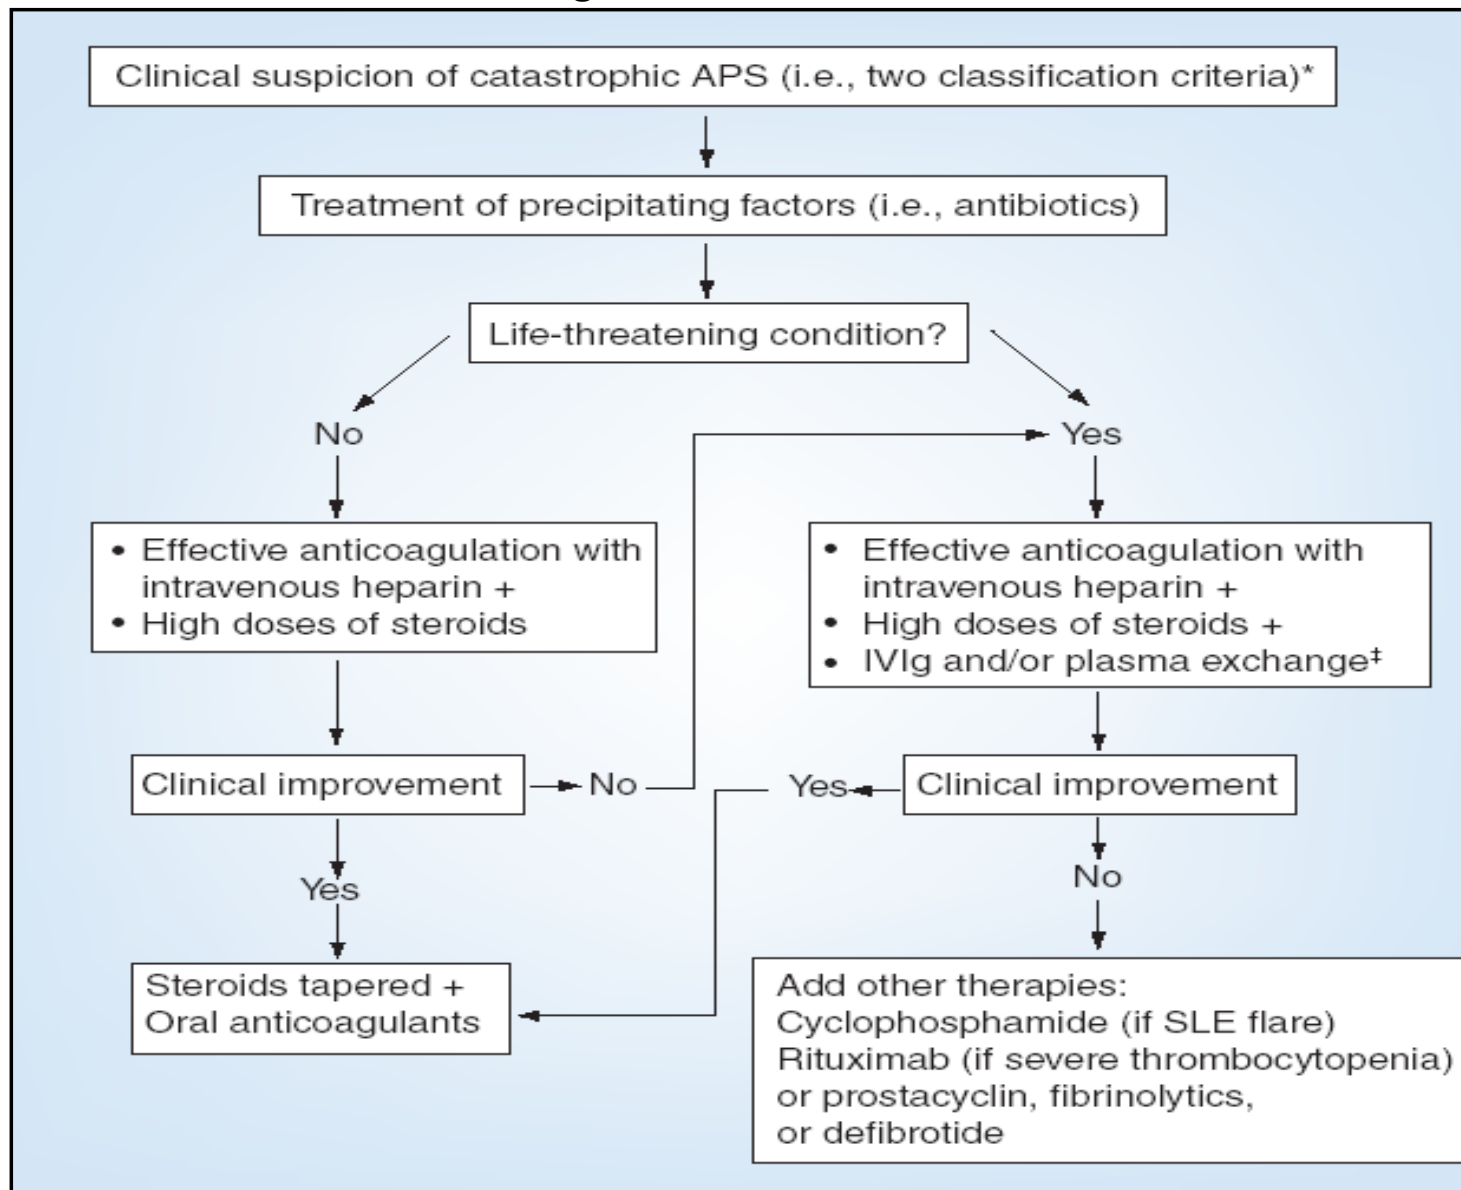 Clinical suspicion of catastrophic APS (i.e., two classification criteria)*
Treatment of precipitating factors (i.e., antibiotics)
Life-threatening condition?
No
Yes
• Effective anticoagulation with
intravenous heparin +
• High doses of steroids
• Effective anticoagulation with
intravenous heparin +
• High doses of steroids +
• IVIg and/or plasma exchange‡
Clinical improvement
No
Yes
Clinical improvement
Yes
No
Steroids tapered +
Oral anticoagulants
Add other therapies:
Cyclophosphamide (if SLE flare)
Rituximab (if severe thrombocytopenia)
or prostacyclin, fibrinolytics,
or defibrotide